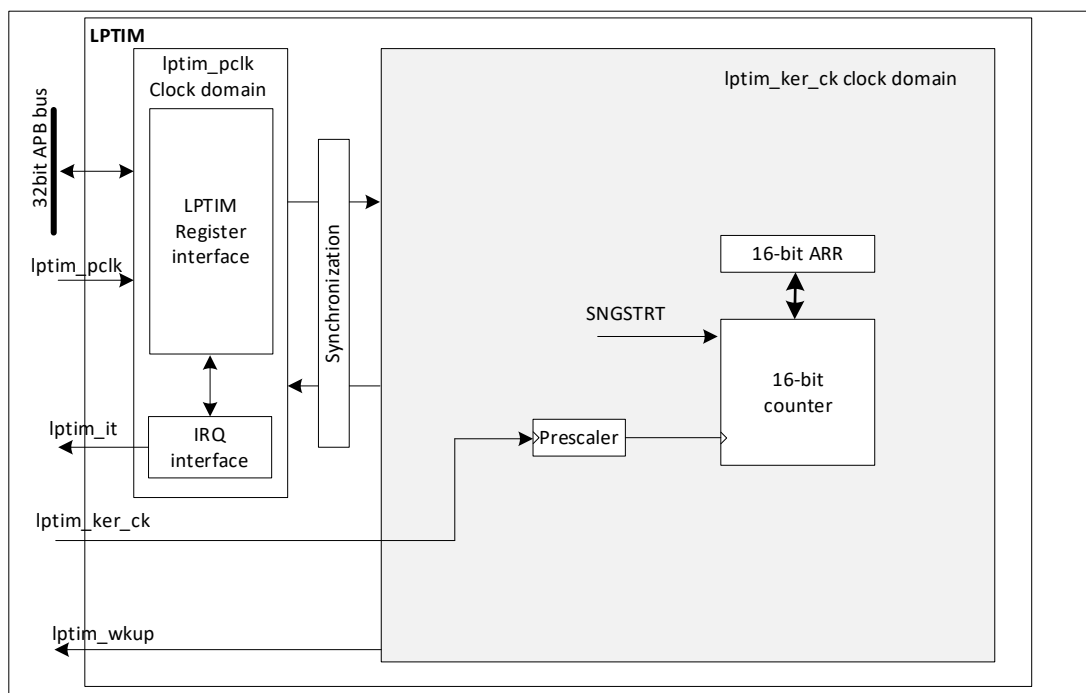 LPTIM
lptim_pclk
Clock domain
lptim_ker_ck clock domain
32bit APB bus
LPTIM
Register
interface
Synchronization
16-bit ARR
lptim_pclk
SNGSTRT
16-bit
counter
lptim_it
IRQ
interface
Prescaler
lptim_ker_ck
lptim_wkup